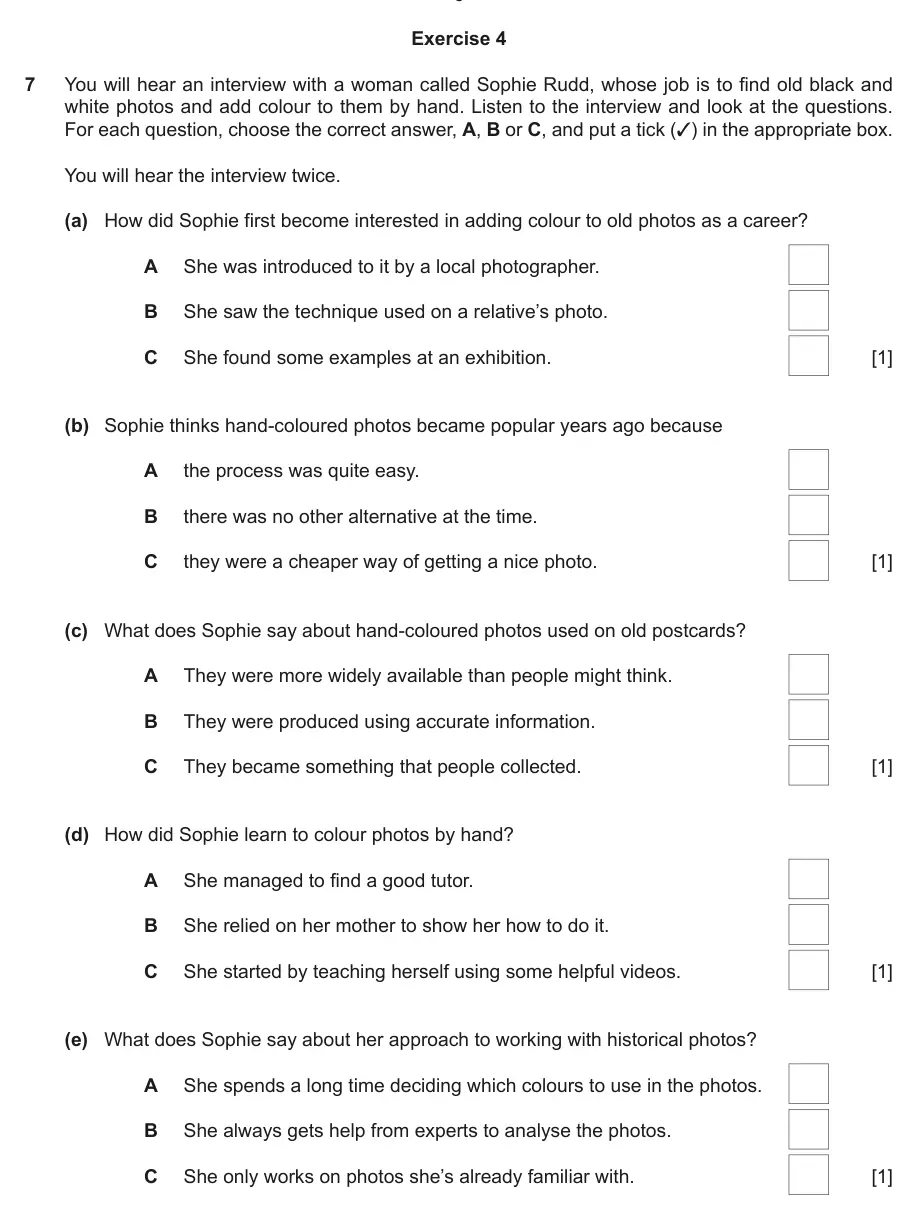 Exercise 4
7 You will hear an interview with a woman called Sophie Rudd, whose job is to find old black and
white photos and add colour to them by hand. Listen to the interview and look at the questions.
For each question, choose the correct answer, A, B or C, and put a tick (✓) in the appropriate box.
You will hear the interview twice.
(a) How did Sophie first become interested in adding colour to old photos as a career?
A She was introduced to it by a local photographer.
B She saw the technique used on a relative’s photo.
C She found some examples at an exhibition. [1]
(b) Sophie thinks hand-coloured photos became popular years ago because
A the process was quite easy.
B there was no other alternative at the time.
C they were a cheaper way of getting a nice photo. [1]
(c) What does Sophie say about hand-coloured photos used on old postcards?
A They were more widely available than people might think.
B They were produced using accurate information.
C They became something that people collected. [1]
(d) How did Sophie learn to colour photos by hand?
A She managed to find a good tutor.
B She relied on her mother to show her how to do it.
C She started by teaching herself using some helpful videos. [1]
(e) What does Sophie say about her approach to working with historical photos?
A She spends a long time deciding which colours to use in the photos.
B She always gets help from experts to analyse the photos.
C She only works on photos she’s already familiar with. [1]